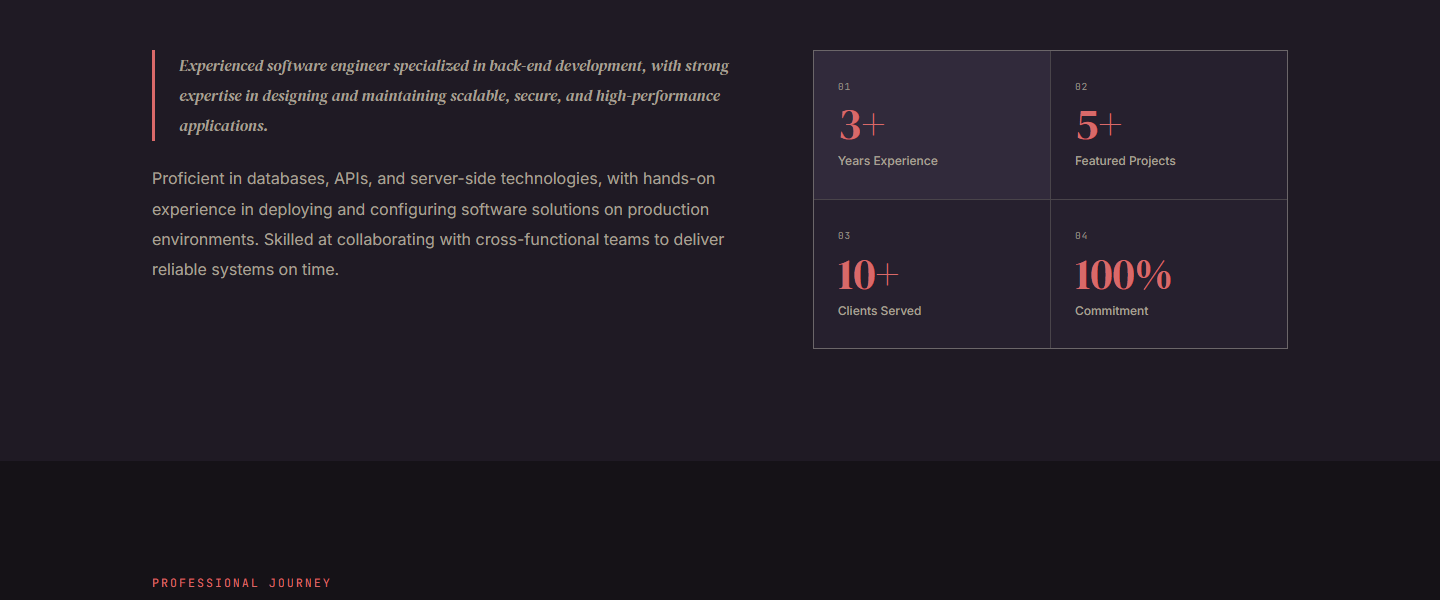 Experienced software engineer specialized in back-end development, with strong
expertise in designing and maintaining scalable, secure, and high-performance
applications.
Proficient in databases, APIs, and server-side technologies, with hands-on
experience in deploying and configuring software solutions on production
environments. Skilled at collaborating with cross-functional teams to deliver
reliable systems on time.
01
3+
Years Experience
02
5+
Featured Projects
03
10+
Clients Served
04
100%
Commitment
PROFESSIONAL JOURNEY